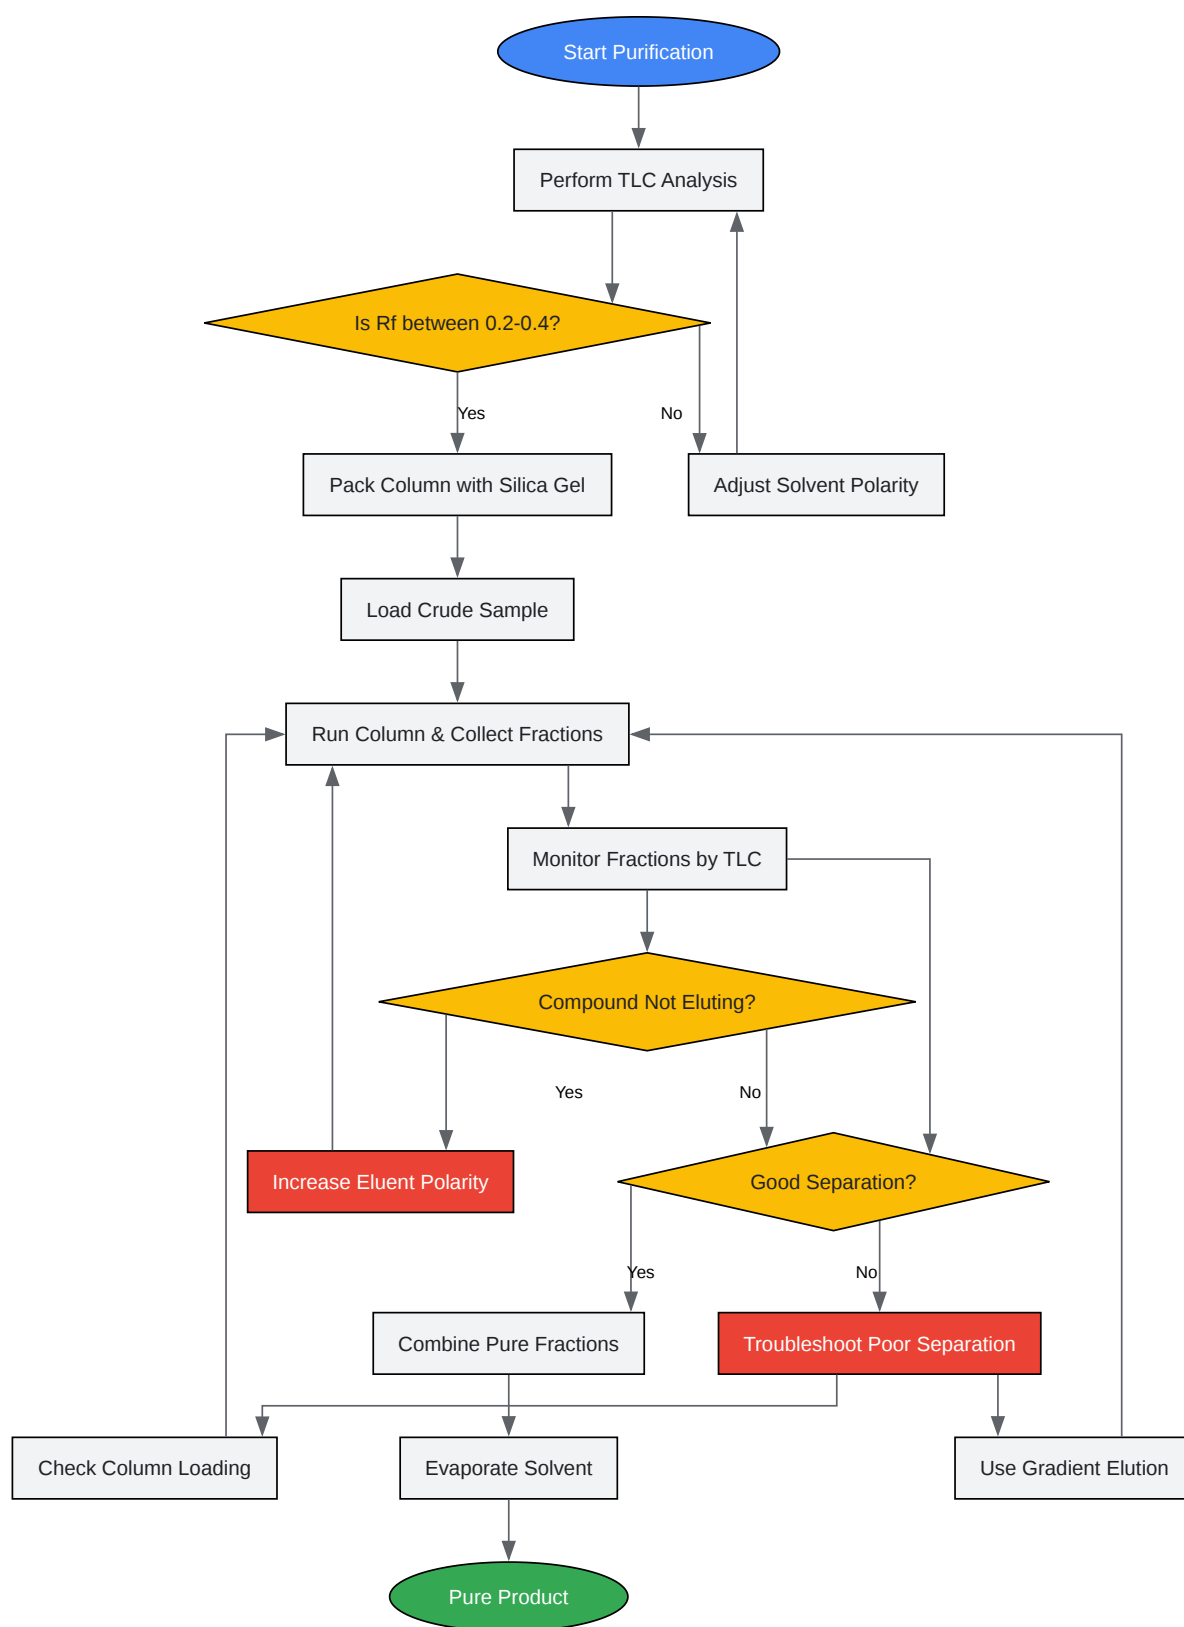 Start Purification
Perform TLC Analysis
Is Rf between 0.2-0.4?
Yes
No
Pack Column with Silica Gel
Adjust Solvent Polarity
Load Crude Sample
Run Column & Collect Fractions
Monitor Fractions by TLC
Compound Not Eluting?
Yes
No
Increase Eluent Polarity
Good Separation?
Yes
No
Combine Pure Fractions
Troubleshoot Poor Separation
Check Column Loading
Evaporate Solvent
Use Gradient Elution
Pure Product